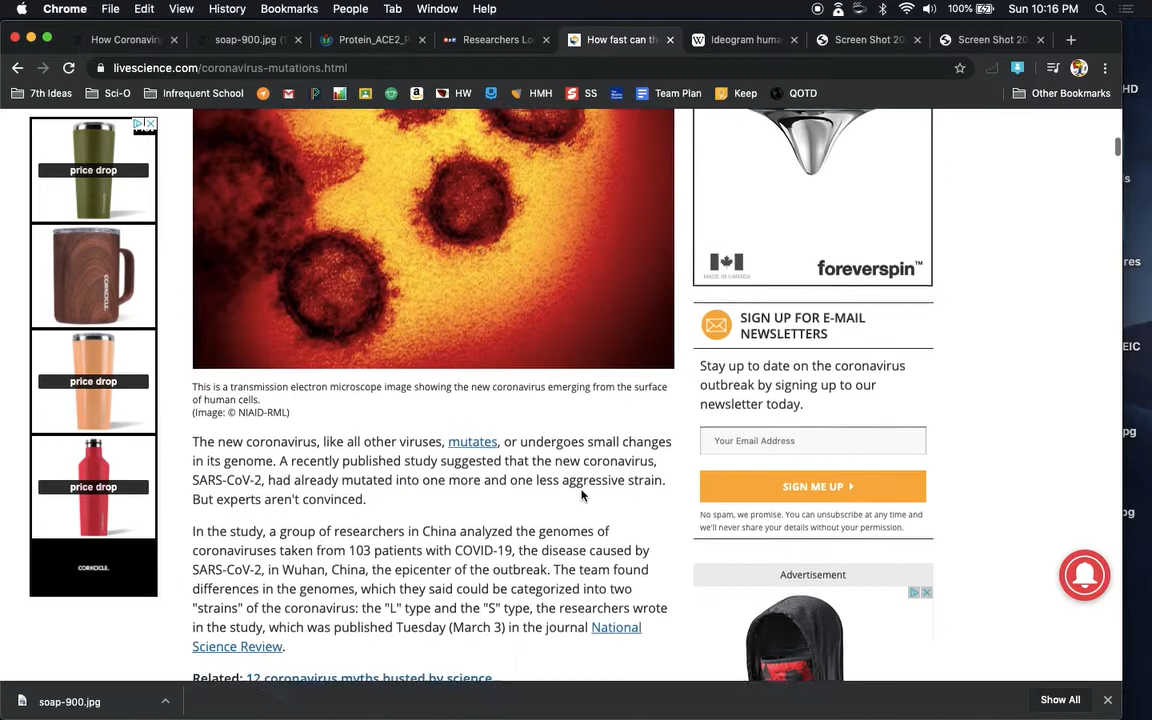 Chrome File Edit View History Bookmarks People Tab Window Help 100% Sun 10:16 PM
How Coronaviru soap-900.jpg (1 Protein_ACE2_P Researchers Lo How fast can th Ideogram huma Screen Shot 20 Screen Shot 20
livescience.com/coronavirus-mutations.html
7th Ideas Sci-O Infrequent School HW HMH SS Team Plan Keep QOTD Other Bookmarks
price drop
price drop
price drop
price drop
CORKCICLE.
MADE IN CANADA
foreverspin™
This is a transmission electron microscope image showing the new coronavirus emerging from the surface
of human cells.
(Image: © NIAID-RML)
The new coronavirus, like all other viruses, mutates, or undergoes small changes
in its genome. A recently published study suggested that the new coronavirus,
SARS-CoV-2, had already mutated into one more and one less aggressive strain.
But experts aren't convinced.
In the study, a group of researchers in China analyzed the genomes of
coronaviruses taken from 103 patients with COVID-19, the disease caused by
SARS-CoV-2, in Wuhan, China, the epicenter of the outbreak. The team found
differences in the genomes, which they said could be categorized into two
"strains" of the coronavirus: the "L" type and the "S" type, the researchers wrote
in the study, which was published Tuesday (March 3) in the journal National
Science Review.
Related: 12 coronavirus myths busted by science
SIGN UP FOR E-MAIL
NEWSLETTERS
Stay up to date on the coronavirus
outbreak by signing up to our
newsletter today.
Your Email Address
SIGN ME UP
No spam, we promise. You can unsubscribe at any time and
we'll never share your details without your permission.
Advertisement
HD
EIC
soap-900.jpg
Show All